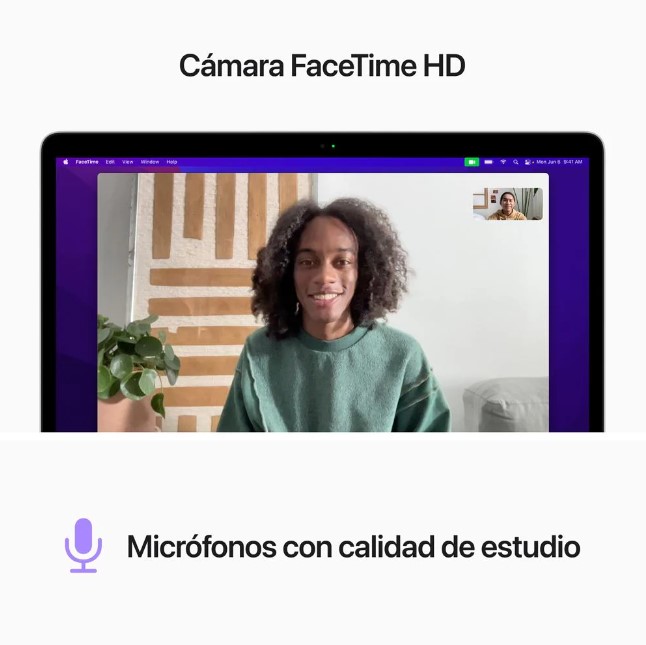 Cámara FaceTime HD
FaceTime Edit View Window Help Mon Jun 6 9:41 AM
Micrófonos con calidad de estudio